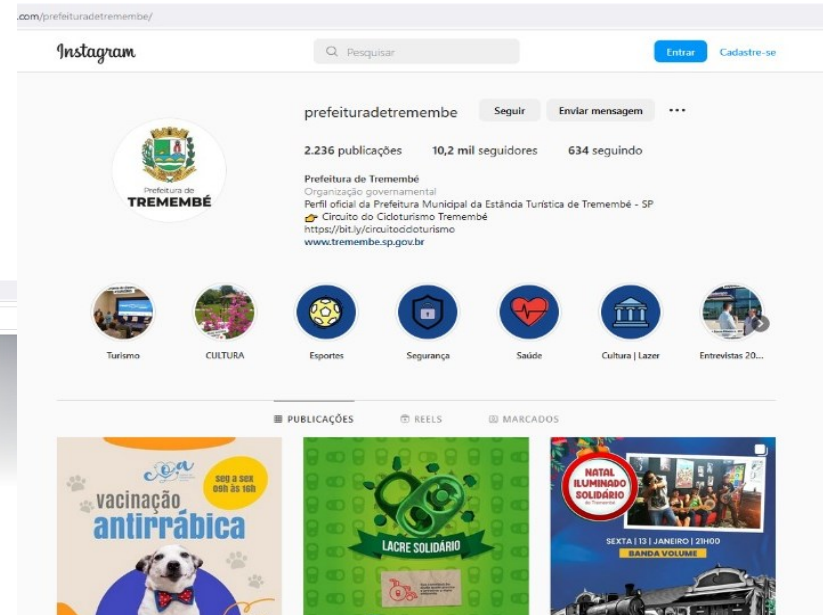 .com/prefeituradetremembe/
Instagram
Pesquisar
Entrar
Cadastre-se
prefeituradetremembe
Seguir
Enviar mensagem
2.236 publicações
10,2 mil seguidores
634 seguindo
Prefeitura de Tremembé
Organização governamental
Perfil oficial da Prefeitura Municipal da Estância Turística de Tremembé - SP
👉 Circuito do Cicloturismo Tremembé
https://bit.ly/circuitocicloturismo
www.tremembe.sp.gov.br
Prefeitura de
TREMEMBÉ
Turismo
CULTURA
Esportes
Segurança
Saúde
Cultura | Lazer
Entrevistas 20...
PUBLICAÇÕES
REELS
MARCADOS
seg a sex
09h às 16h
vacinação
antirrábica
LACRE SOLIDÁRIO
NATAL
ILUMINADO
SOLIDÁRIO
de Tremembé
SEXTA | 13 | JANEIRO | 21H00
BANDA VOLUME